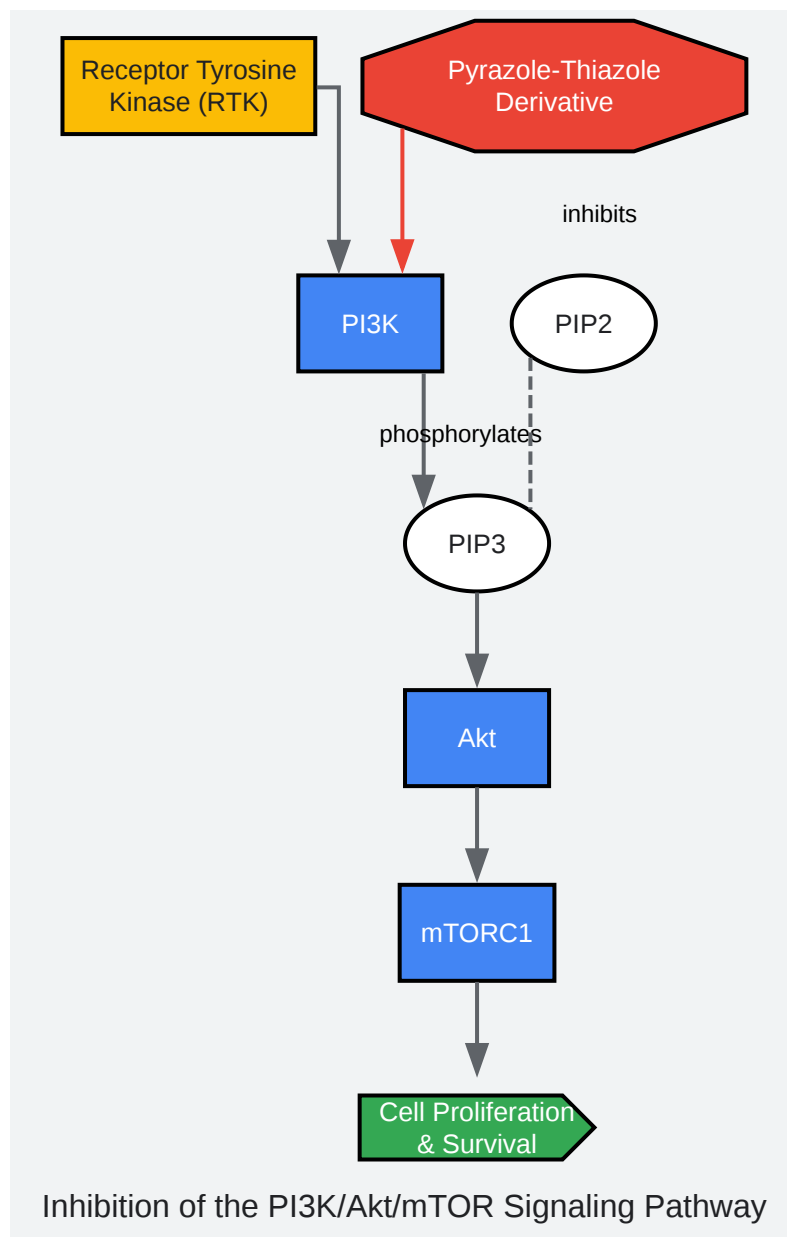 Receptor Tyrosine
Kinase (RTK)
Pyrazole-Thiazole
Derivative
inhibits
PI3K
PIP2
phosphorylates
PIP3
Akt
mTORC1
Cell Proliferation
& Survival
Inhibition of the PI3K/Akt/mTOR Signaling Pathway